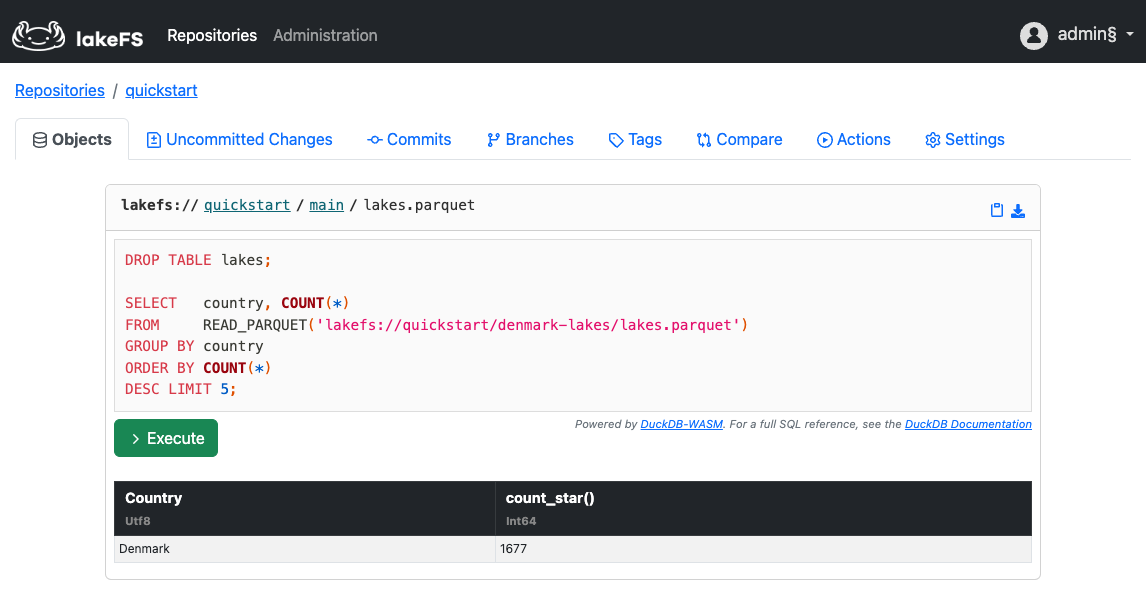 lakeFS Repositories Administration admin§
Repositories / quickstart
Objects Uncommitted Changes Commits Branches Tags Compare Actions Settings
lakefs:// quickstart / main / lakes.parquet
DROP TABLE lakes;
SELECT   country, COUNT(*)
FROM     READ_PARQUET('lakefs://quickstart/denmark-lakes/lakes.parquet')
GROUP BY country
ORDER BY COUNT(*)
DESC LIMIT 5;
Execute
Powered by DuckDB-WASM. For a full SQL reference, see the DuckDB Documentation
Country count_star()
Utf8 Int64
Denmark 1677